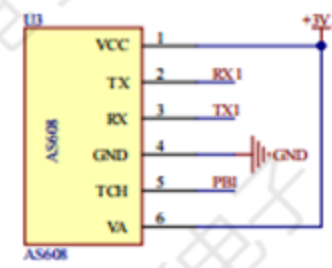 U3
+3V
VCC 1
TX 2 RX1
RX 3 TX1
GND 4 GND
TCH 5 PB1
VA 6
AS608
AS608